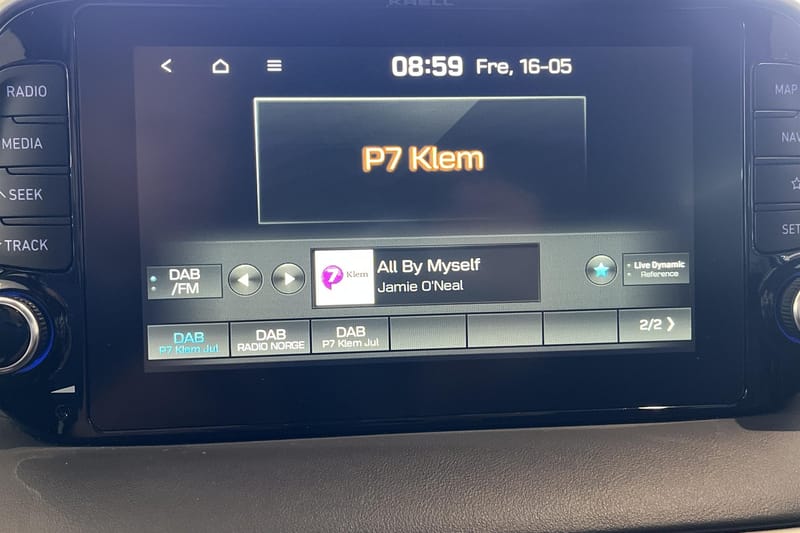 KRELL
RADIO
MEDIA
SEEK
TRACK
08:59 Fre, 16-05
P7 Klem
DAB
/FM
7 Klem
All By Myself
Jamie O'Neal
Live Dynamic
Reference
DAB
P7 Klem Jul
DAB
RADIO NORGE
DAB
P7 Klem Jul
2/2
MAP
NAV
SET